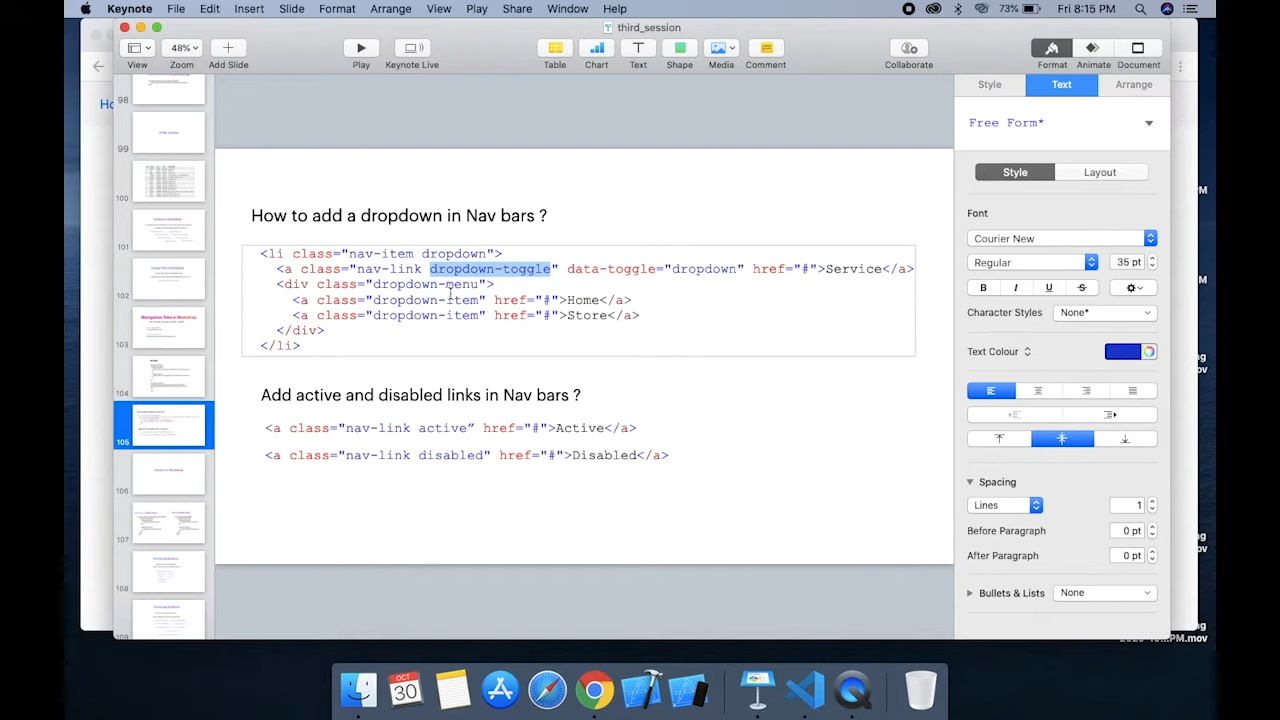 Keynote File Edit Insert Slide Format Arrange View Play Share Window Help 73% Fri 8:15 PM
third_session
48%
View Zoom Add Slide Play Keynote Live Table Chart Text Shape Media Comment Collaborate Format Animate Document
Style Text Arrange
Free Form*
Style Layout
Font
Courier New
Regular 35 pt
B I U S
Character Styles None*
Text Colour
Spacing
Lines 1
Before Paragraph 0 pt
After Paragraph 0 pt
Bullets & Lists None
98
99
100
101
102
103
104
105
106
107
108
How to add a dropdown in Nav bars ?
<li class="nav-item dropdown">
<a class="nav-link dropdown-toggle" data-toggle="dropdown" href="#">Service</a>
<div class="dropdown-menu">
<a class="dropdown-item" href="#">Home</a>
<a class="dropdown-item" href="#">Store</a>
</div>
</li>
Add active and disabled links in nav bars ?
<a class="nav-link active” href="#">Active</a>
<a class="nav-link disabled" href="#">Disabled</a>
OCT
30